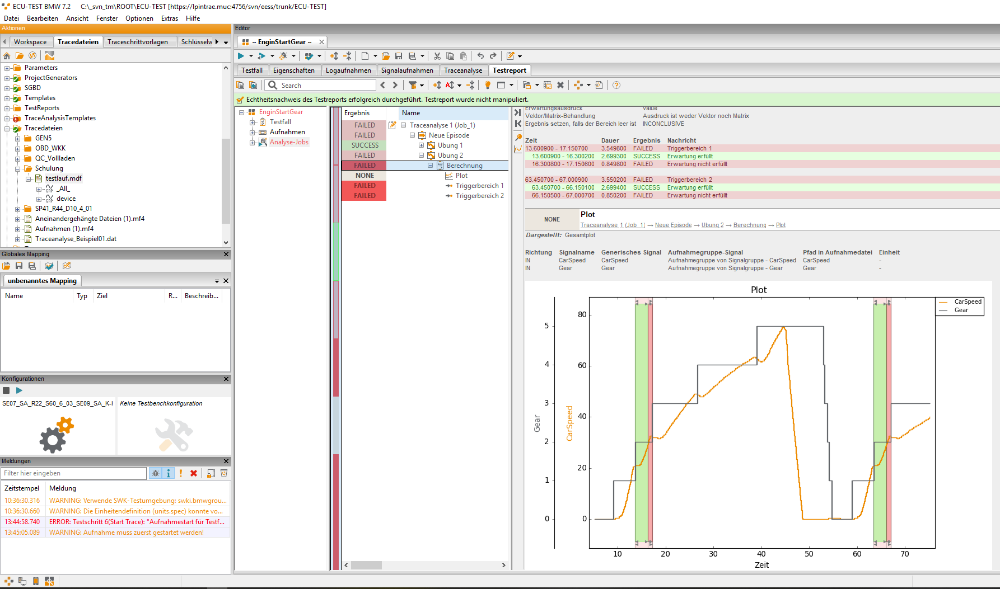 ECU-TEST BMW 7.2 C:\_svn_tm\ROOT\ECU-TEST [https://lpintrae.muc:4756/svn/eess/trunk/ECU-TEST]
Datei Bearbeiten Ansicht Fenster Optionen Extras Hilfe
Aktionen
Workspace Tracedateien Traceschrittvorlagen Schlüsselw
Parameters
ProjectGenerators
SGBD
Templates
TestReports
TraceAnalysisTemplates
Tracedateien
GEN5
OBD_WKK
QC_Vollladen
Schulung
testlauf.mdf
GRP _All_
GRP device
SP41_R44_D10_4_01
Aneinandergehängte Dateien (1).mf4
Aufnahmen (1).mf4
Traceanalyse_Beispiel01.dat
Globales Mapping
unbenanntes Mapping
Name Typ Ziel R... Beschreib...
Konfigurationen
SE07_SA_R22_S60_6_03_SE09_SA_K-H
Keine Testbenchkonfiguration
Meldungen
Filter hier eingeben
Zeitstempel Meldung
10:36:30.316 WARNING: Verwende SWK-Testumgebung: swki.bmwgrou...
10:36:30.660 WARNING: Die Einheitendefinition (units.spec) konnte vo...
13:44:58.740 ERROR: Testschritt 6(Start Trace): "Aufnahmestart für Testf...
13:45:05.089 WARNING: Aufnahme muss zuerst gestartet werden!
Editor
~ EnginStartGear ~
Testfall Eigenschaften Logaufnahmen Signalaufnahmen Traceanalyse Testreport
Search
Echtheitsnachweis des Testreports erfolgreich durchgeführt. Testreport wurde nicht manipuliert.
EnginStartGear
Testfall
Aufnahmen
Analyse-Jobs
Ergebnis Name
FAILED Traceanalyse 1 (Job_1)
FAILED Neue Episode
SUCCESS Übung 1
FAILED Übung 2
FAILED Berechnung
NONE Plot
FAILED Triggerbereich 1
FAILED Triggerbereich 2
Erwartungsausdruck value
Vektor/Matrix-Behandlung Ausdruck ist weder Vektor noch Matrix
Ergebnis setzen, falls der Bereich leer ist INCONCLUSIVE
Zeit Dauer Ergebnis Nachricht
13.600900 - 17.150700 3.549800 FAILED Triggerbereich 1
13.600900 - 16.300200 2.699300 SUCCESS Erwartung erfüllt
16.300800 - 17.150600 0.849800 FAILED Erwartung nicht erfüllt
63.450700 - 67.000900 3.550200 FAILED Triggerbereich 2
63.450700 - 66.150100 2.699400 SUCCESS Erwartung erfüllt
66.150500 - 67.000700 0.850200 FAILED Erwartung nicht erfüllt
NONE
Plot
Traceanalyse 1 (Job_1) → Neue Episode → Übung 2 → Berechnung → Plot
Dargestellt: Gesamtplot
Richtung Signalname Generisches Signal Aufnahmegruppe-Signal Pfad in Aufnahmedatei Einheit
IN CarSpeed CarSpeed Aufnahmegruppe von Signalgruppe - CarSpeed CarSpeed -
IN Gear Gear Aufnahmegruppe von Signalgruppe - Gear Gear -
Plot
CarSpeed
Gear
5
4
3
2
1
0
Gear
80
60
40
20
0
CarSpeed
10 20 30 40 50 60 70
Zeit